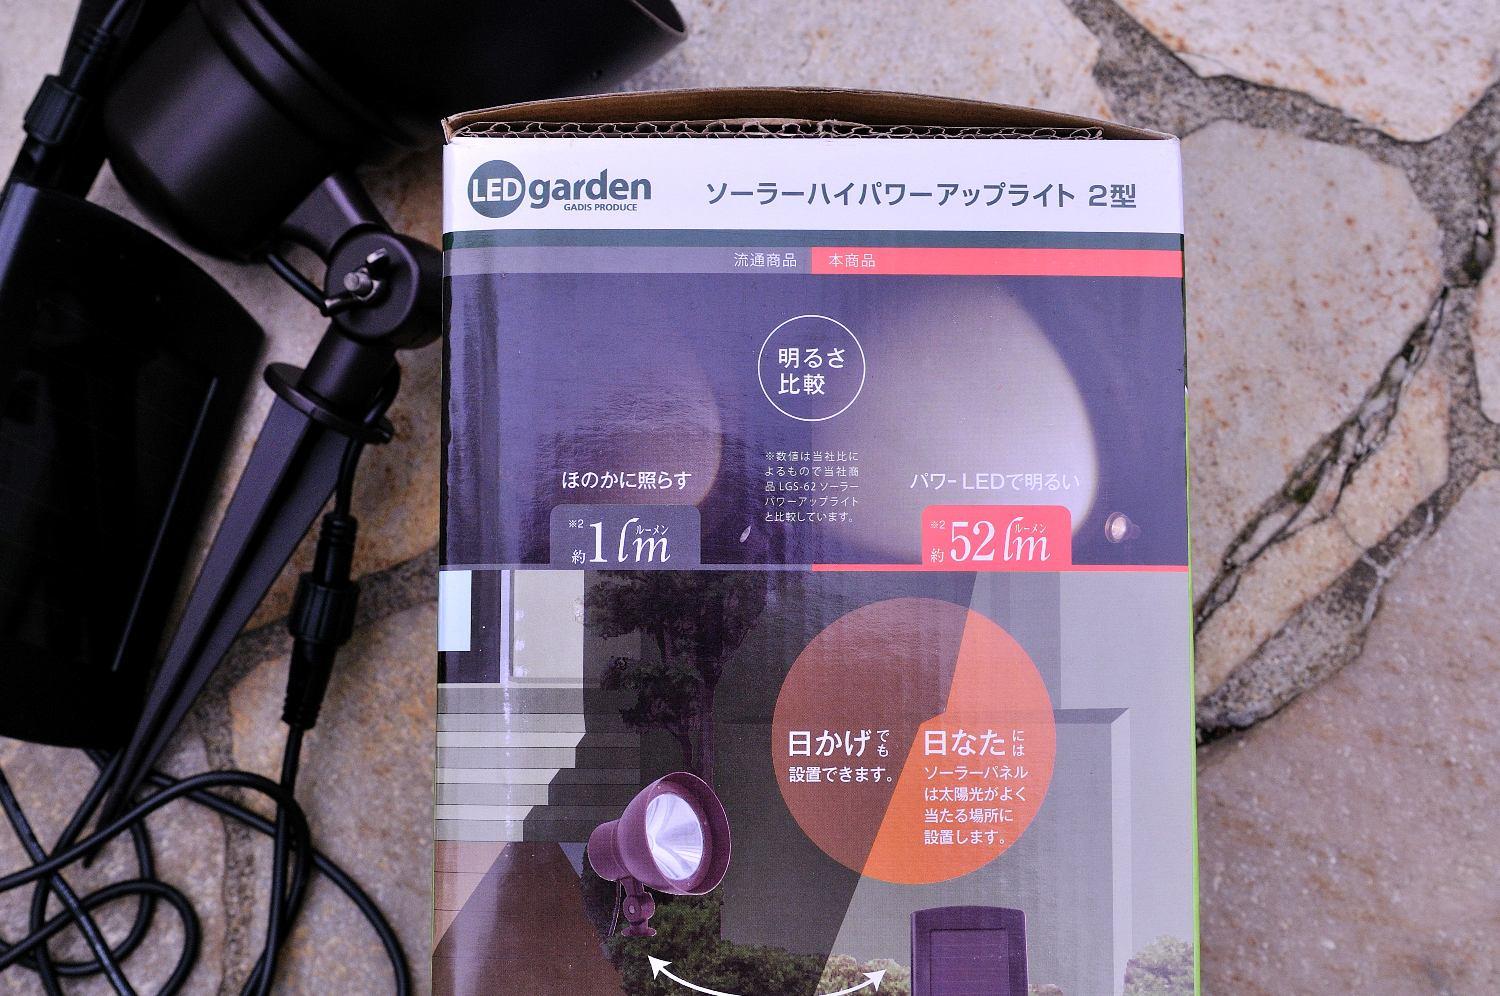 LED garden
GADIS PRODUCE
ソーラーハイパワーアップライト 2型
流通商品 本商品
明るさ
比較
※数値は当社比に
よるもので当社商
品 LGS-62 ソーラー
パワーアップライト
と比較しています。
ほのかに照らす
※2 約1lm ルーメン
パワーLEDで明るい
※2 約52lm ルーメン
日かげでも
設置できます。
日なたには
ソーラーパネル
は太陽光がよく
当たる場所に
設置します。